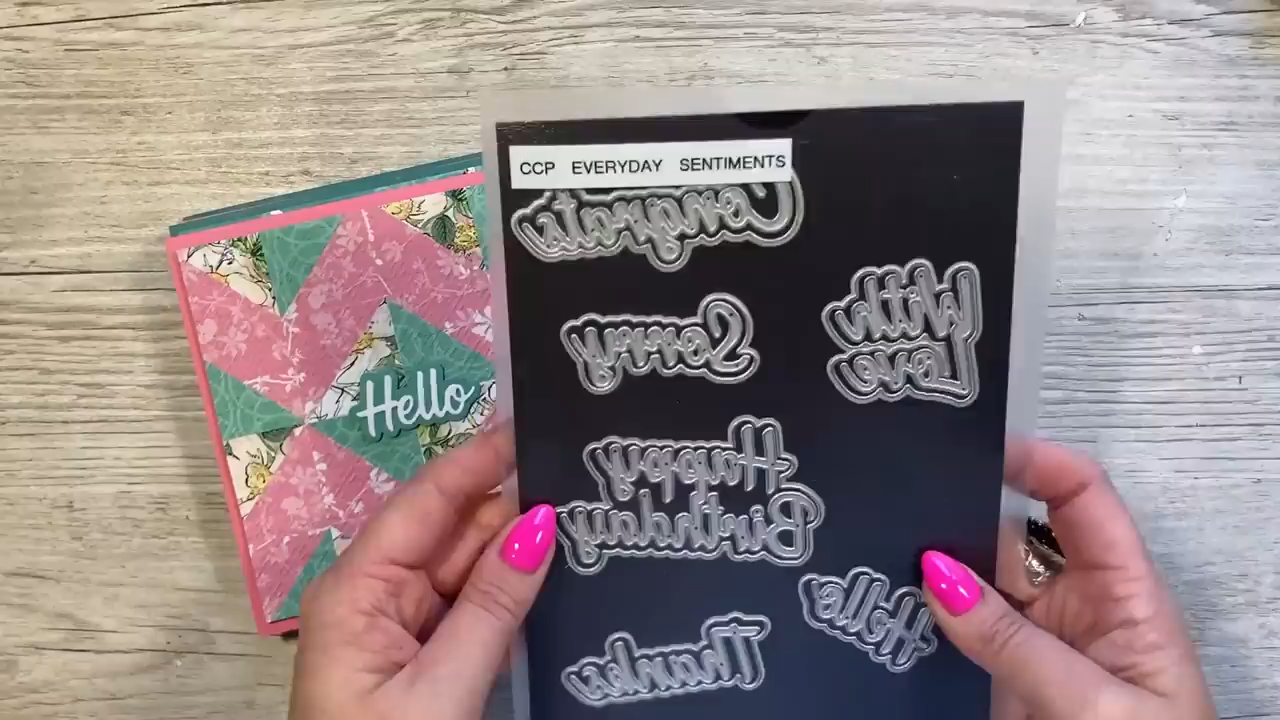 CCP EVERYDAY SENTIMENTS
Congrats
With
Love
Sorry
Hello
Happy
Birthday
Hello
Thanks